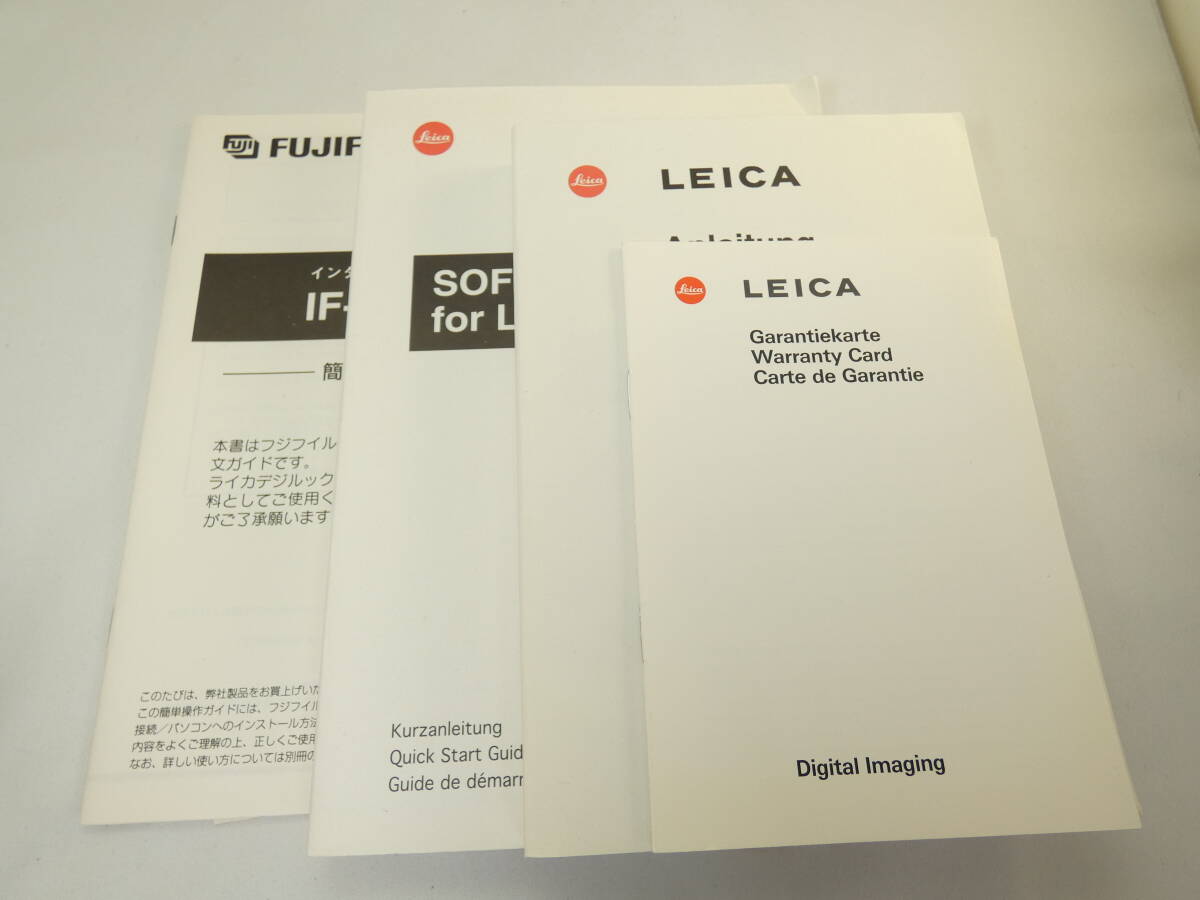 FUJI FUJIF
インタ
IF-
簡
本書はフジフイル
文ガイドです。
ライカデジルック
料としてご使用く
がご了承願います
このたびは、弊社製品をお買上げいた
この簡単操作ガイドには、フジフイル
接続／パソコンへのインストール方法
内容をよくご理解の上、正しくご使用
なお、詳しい使い方については別冊の
Leica
SOF
for L
Kurzanleitung
Quick Start Guid
Guide de démarr
Leica LEICA
Anleitung
Leica LEICA
Garantiekarte
Warranty Card
Carte de Garantie
Digital Imaging